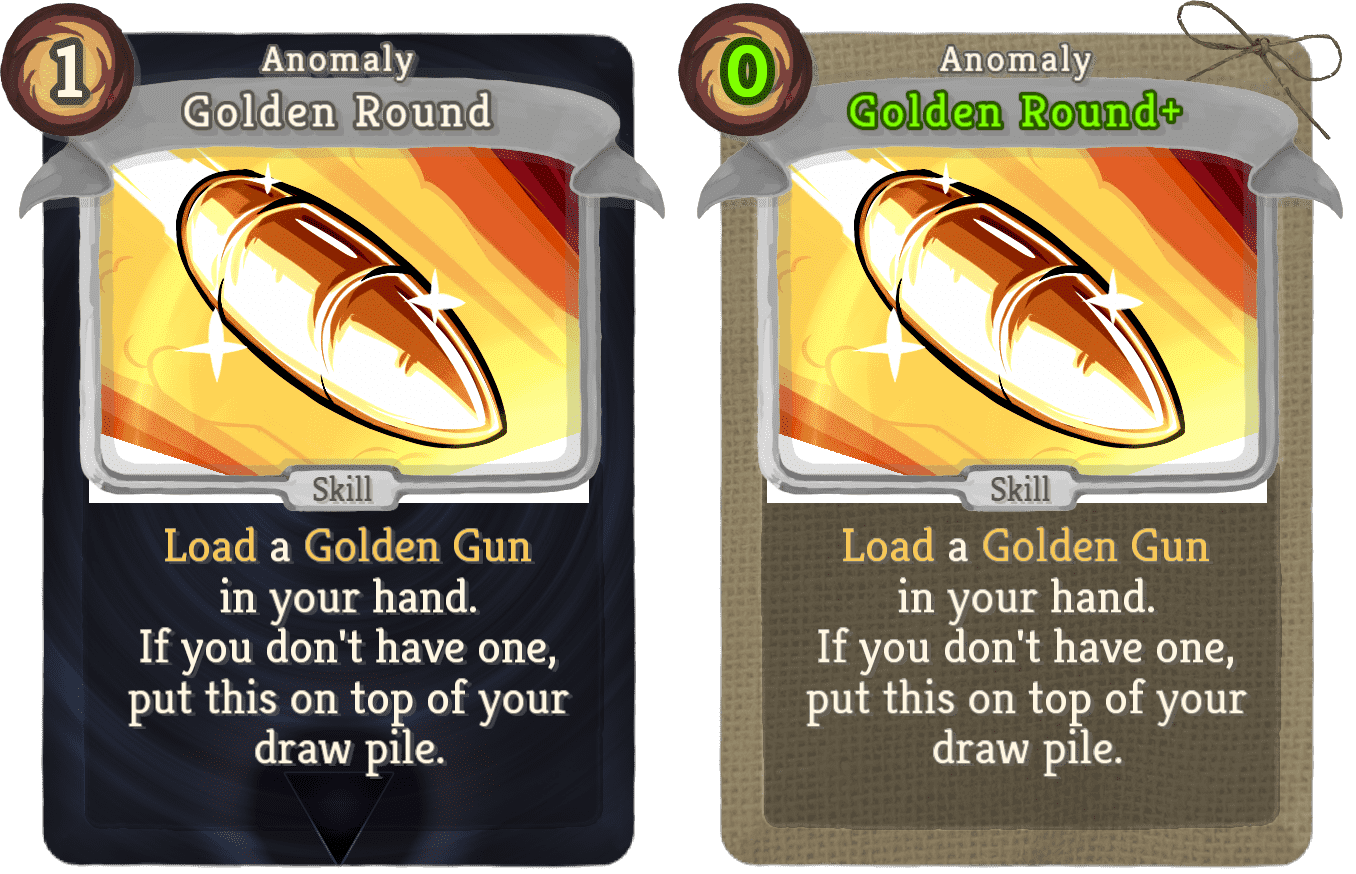 1
Anomaly
Golden Round
Skill
Load a Golden Gun
in your hand.
If you don't have one,
put this on top of your
draw pile.
0
Anomaly
Golden Round+
Skill
Load a Golden Gun
in your hand.
If you don't have one,
put this on top of your
draw pile.